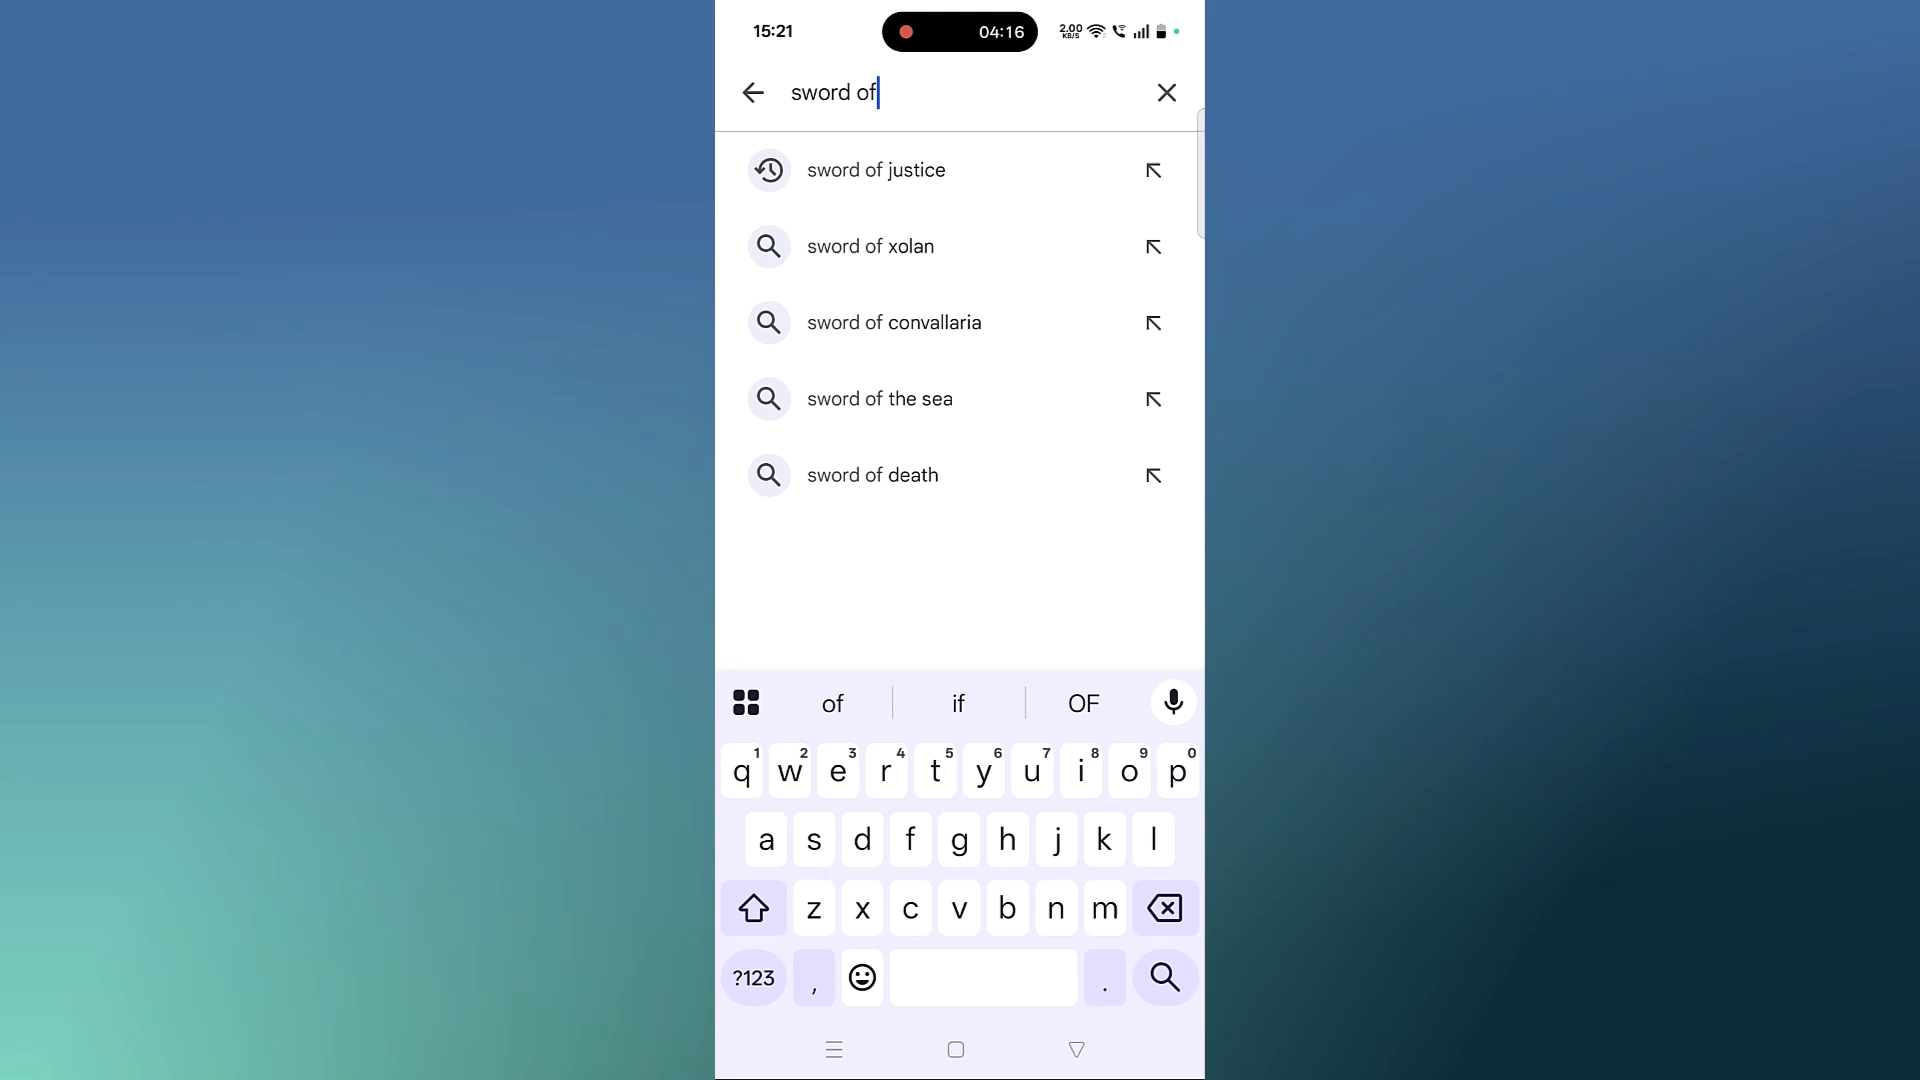 15:21
04:16
2.00
KB/S
sword of
sword of justice
sword of xolan
sword of convallaria
sword of the sea
sword of death
of if OF
1 2 3 4 5 6 7 8 9 0
q w e r t y u i o p
a s d f g h j k l
z x c v b n m
?123 , .